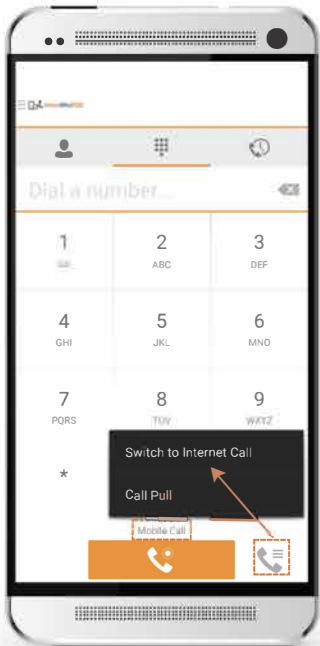 Dial a number...
1 2 3
ABC DEF
4 5 6
GHI JKL MNO
7 8 9
PQRS TUV WXYZ
Switch to Internet Call
*
Call Pull
Mobile Call